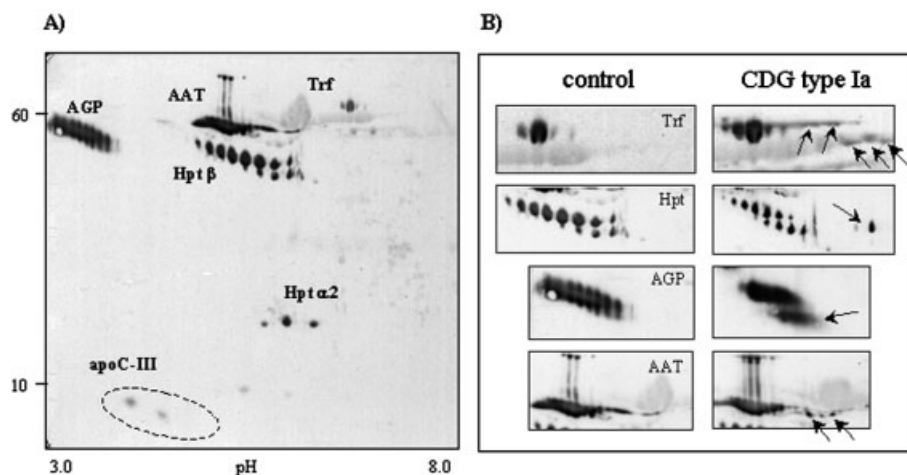 A)
60
AGP
AAT
Trf
Hpt β
Hpt α2
apoC-III
10
3.0 pH 8.0
B)
control CDG type Ia
Trf
Hpt
AGP
AAT